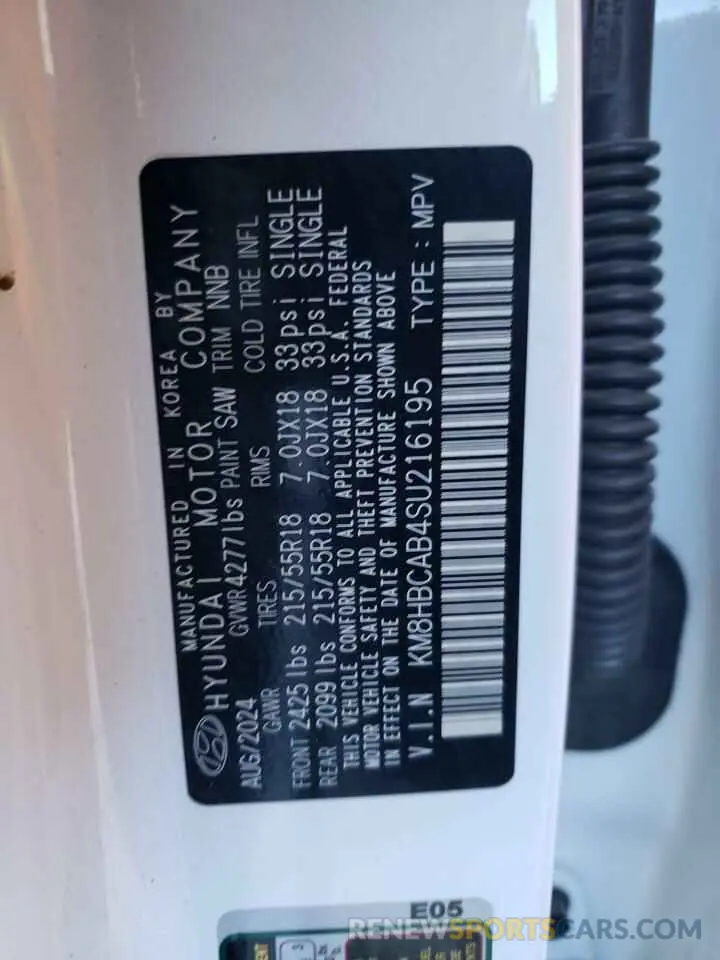 MANUFACTURED IN KOREA BY
HYUNDAI MOTOR COMPANY
AUG/2024 GVWR4277lbs PAINT SAW TRIM NNB
GAWR TIRES RIMS COLD TIRE INFL
FRONT 2425lbs 215/55R18 7.0JX18 33psi SINGLE
REAR 2099lbs 215/55R18 7.0JX18 33psi SINGLE
THIS VEHICLE CONFORMS TO ALL APPLICABLE U.S.A. FEDERAL
MOTOR VEHICLE SAFETY AND THEFT PREVENTION STANDARDS
IN EFFECT ON THE DATE OF MANUFACTURE SHOWN ABOVE
V.I.N KM8HBCAB4SU216195 TYPE : MPV
E05
RENEWSPORTSCARS.COM